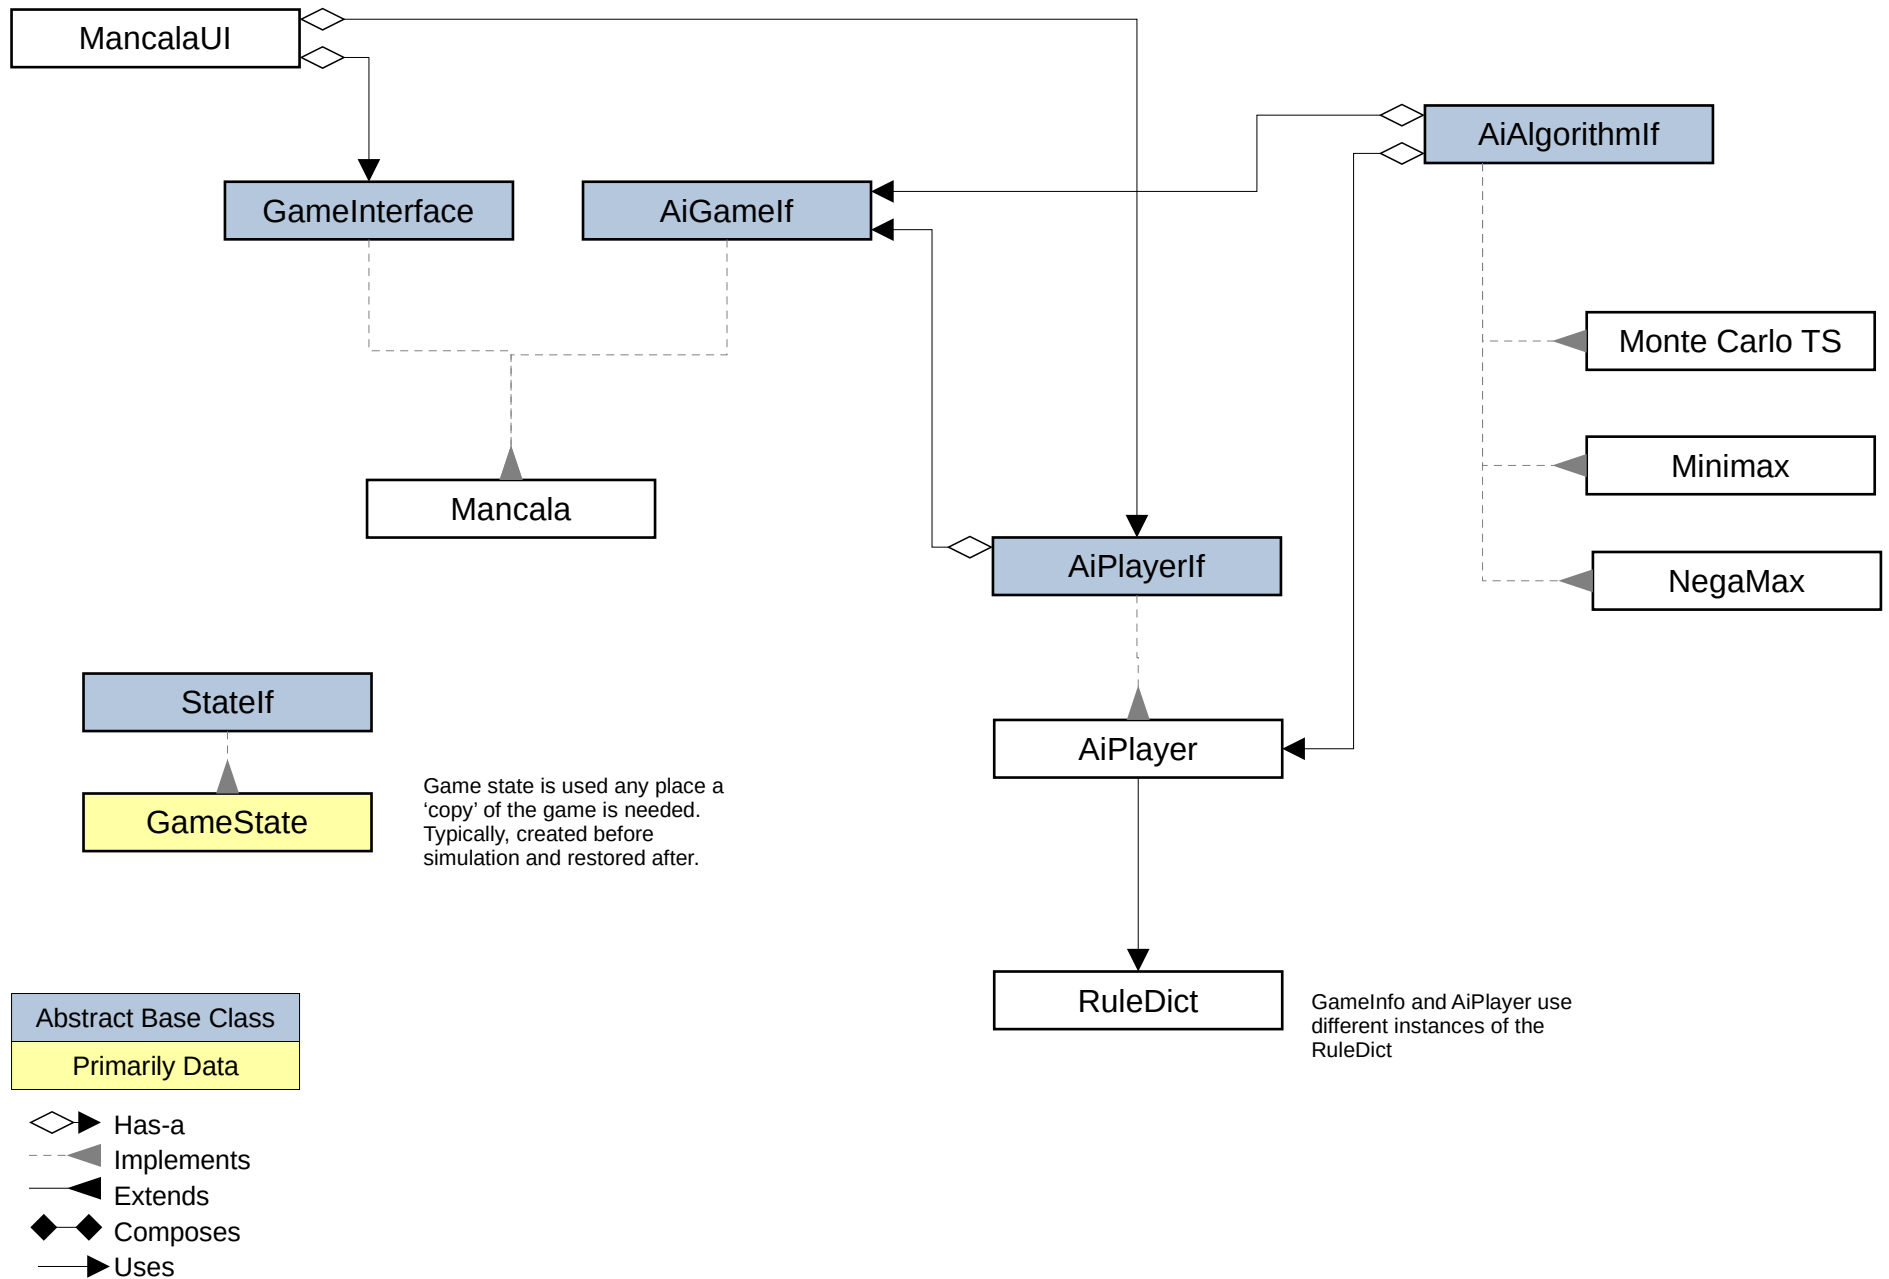 MancalaUI
AiAlgorithmIf
GameInterface
AiGameIf
Monte Carlo TS
Minimax
Mancala
AiPlayerIf
NegaMax
StateIf
AiPlayer
GameState
Game state is used any place a
‘copy’ of the game is needed.
Typically, created before
simulation and restored after.
RuleDict
GameInfo and AiPlayer use
different instances of the
RuleDict
Abstract Base Class
Primarily Data
Has-a
Implements
Extends
Composes
Uses